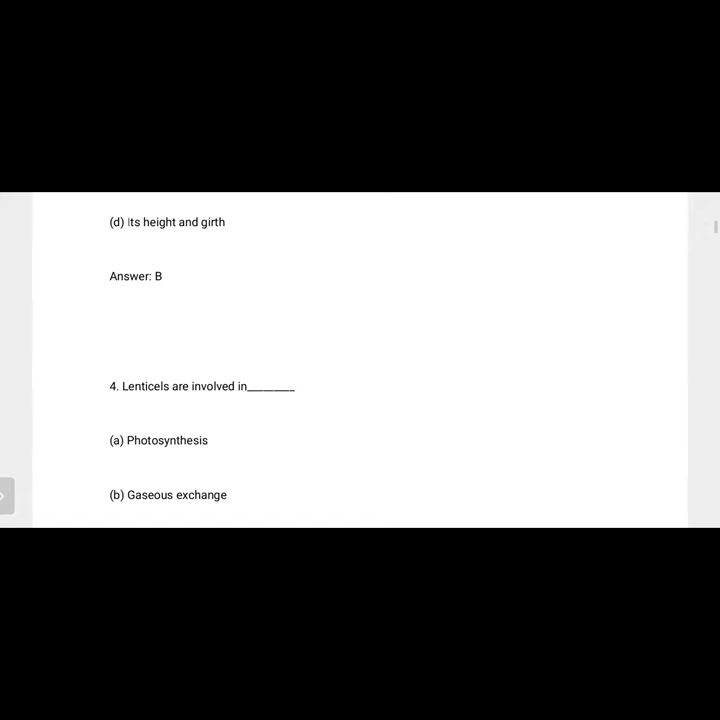 (d) Its height and girth
Answer: B
4. Lenticels are involved in________
(a) Photosynthesis
(b) Gaseous exchange